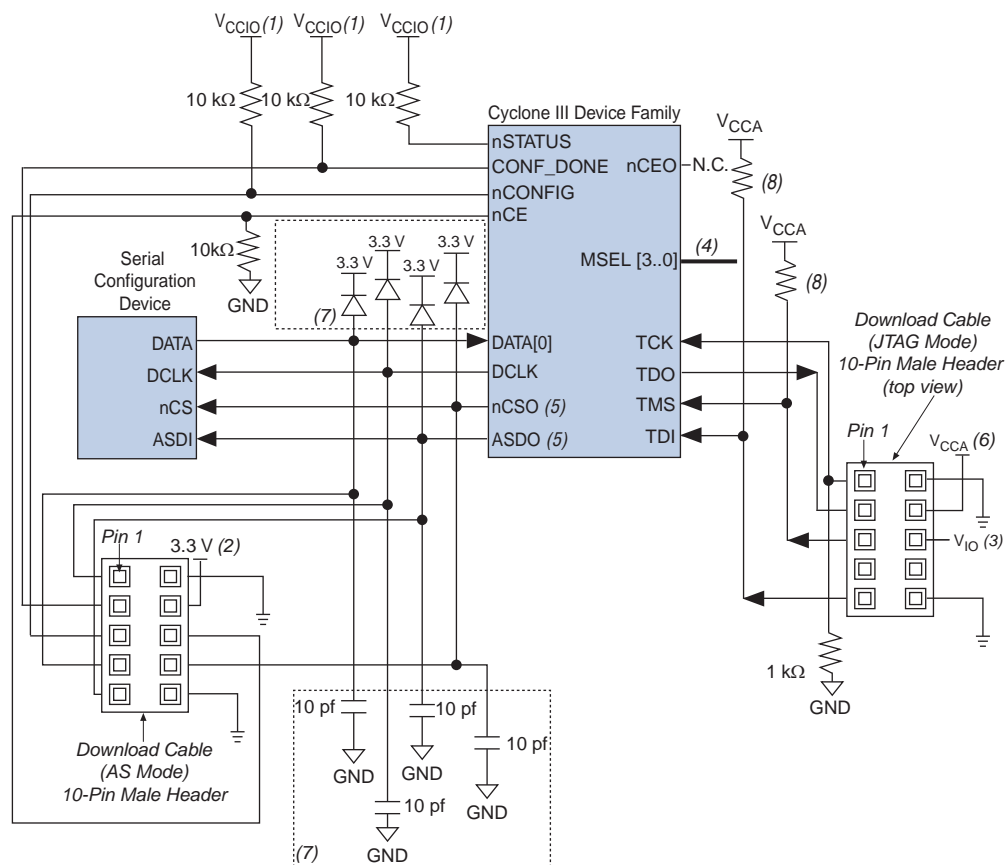 VCCIO (1) VCCIO (1) VCCIO (1)
10 kΩ 10 kΩ 10 kΩ
Cyclone III Device Family
nSTATUS
CONF_DONE
nCONFIG
nCE
nCEO
N.C.
MSEL [3..0]
(4)
VCCA
(8)
VCCA
(8)
10kΩ
GND
3.3 V
3.3 V
3.3 V
3.3 V
(7)
Serial
Configuration
Device
DATA
DCLK
nCS
ASDI
DATA[0]
DCLK
nCSO (5)
ASDO (5)
TCK
TDO
TMS
TDI
Download Cable
(JTAG Mode)
10-Pin Male Header
(top view)
Pin 1
VCCA (6)
VIO (3)
1 kΩ
GND
Pin 1
3.3 V (2)
Download Cable
(AS Mode)
10-Pin Male Header
10 pf
GND
10 pf
GND
10 pf
GND
10 pf
GND
(7)